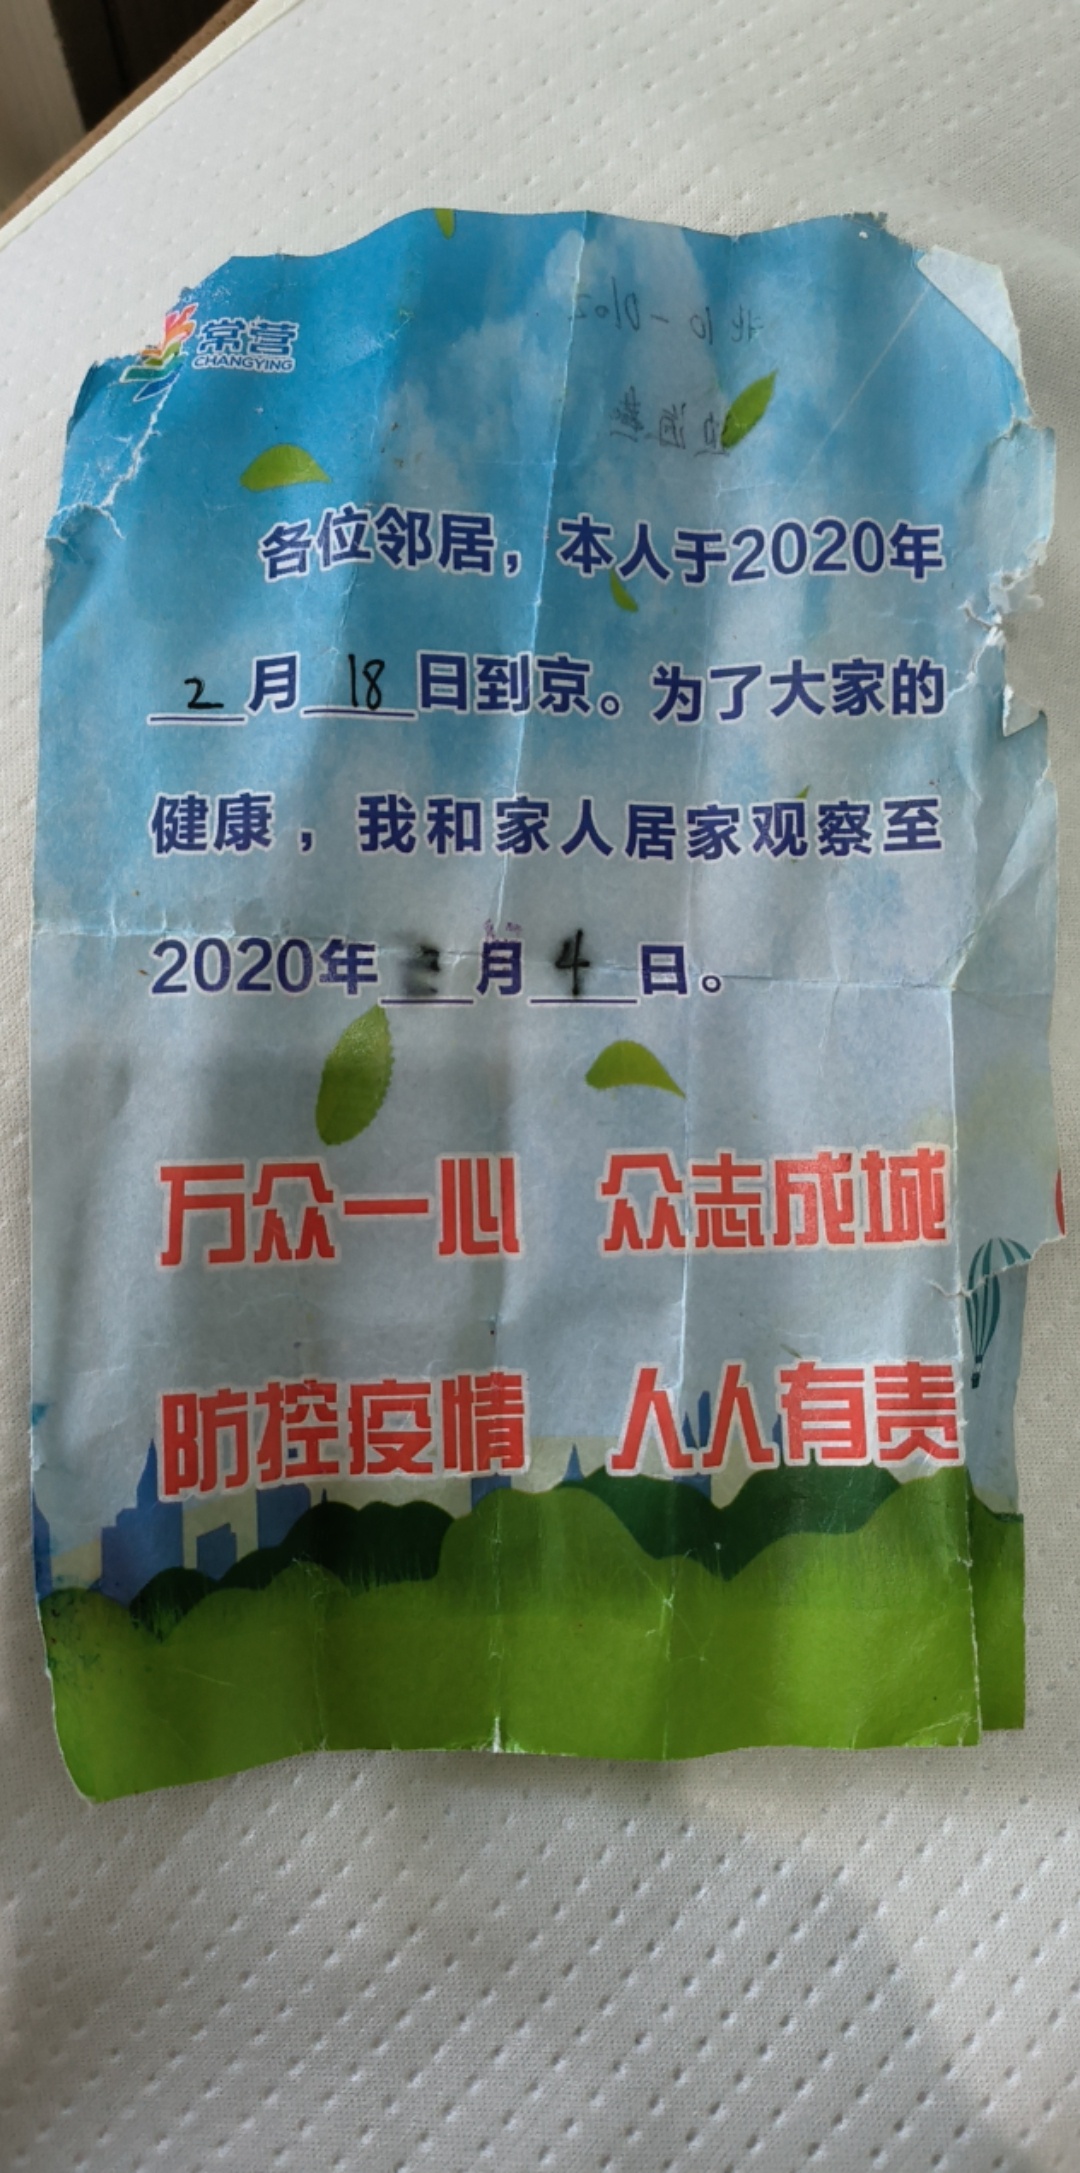 常营
CHANGYING
各位邻居，本人于2020年
2月18日到京。为了大家的
健康，我和家人居家观察至
2020年3月4日。
万众一心 众志成城
防控疫情 人人有责